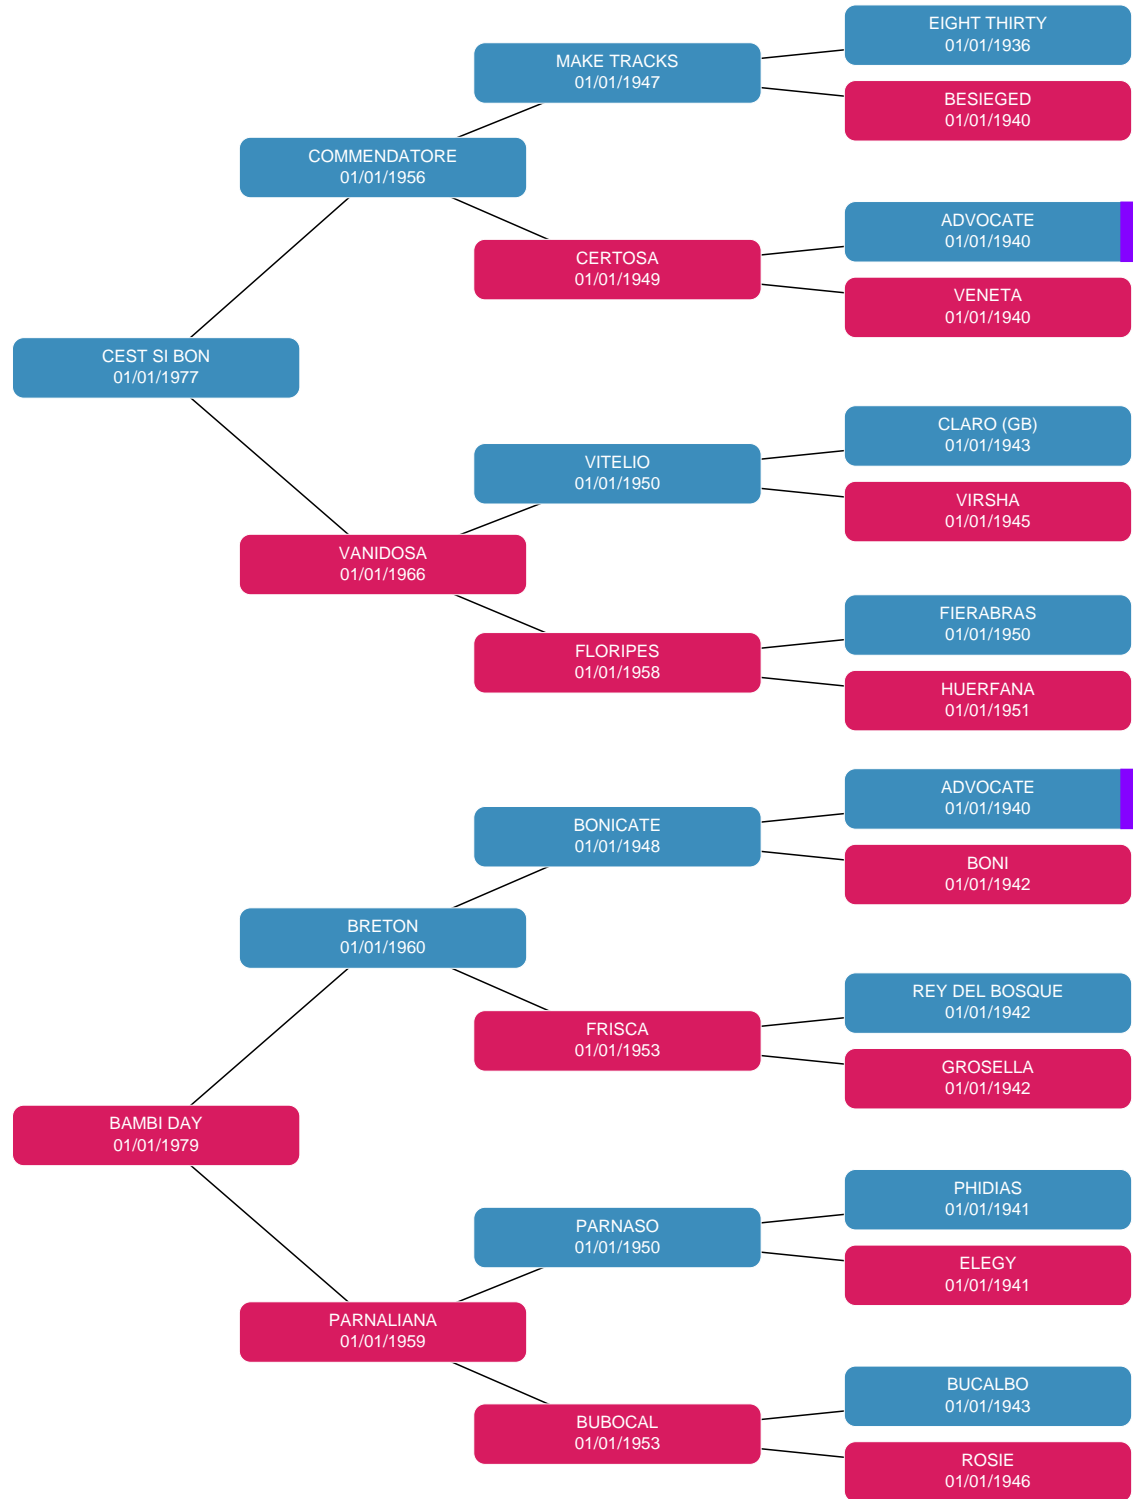 EIGHT THIRTY
01/01/1936
MAKE TRACKS
01/01/1947
BESIEGED
01/01/1940
COMMENDATORE
01/01/1956
ADVOCATE
01/01/1940
CERTOSA
01/01/1949
VENETA
01/01/1940
CEST SI BON
01/01/1977
CLARO (GB)
01/01/1943
VITELIO
01/01/1950
VIRSHA
01/01/1945
VANIDOSA
01/01/1966
FIERABRAS
01/01/1950
FLORIPES
01/01/1958
HUERFANA
01/01/1951
ADVOCATE
01/01/1940
BONICATE
01/01/1948
BONI
01/01/1942
BRETON
01/01/1960
REY DEL BOSQUE
01/01/1942
FRISCA
01/01/1953
GROSELLA
01/01/1942
BAMBI DAY
01/01/1979
PHIDIAS
01/01/1941
PARNASO
01/01/1950
ELEGY
01/01/1941
PARNALIANA
01/01/1959
BUCALBO
01/01/1943
BUBOCAL
01/01/1953
ROSIE
01/01/1946